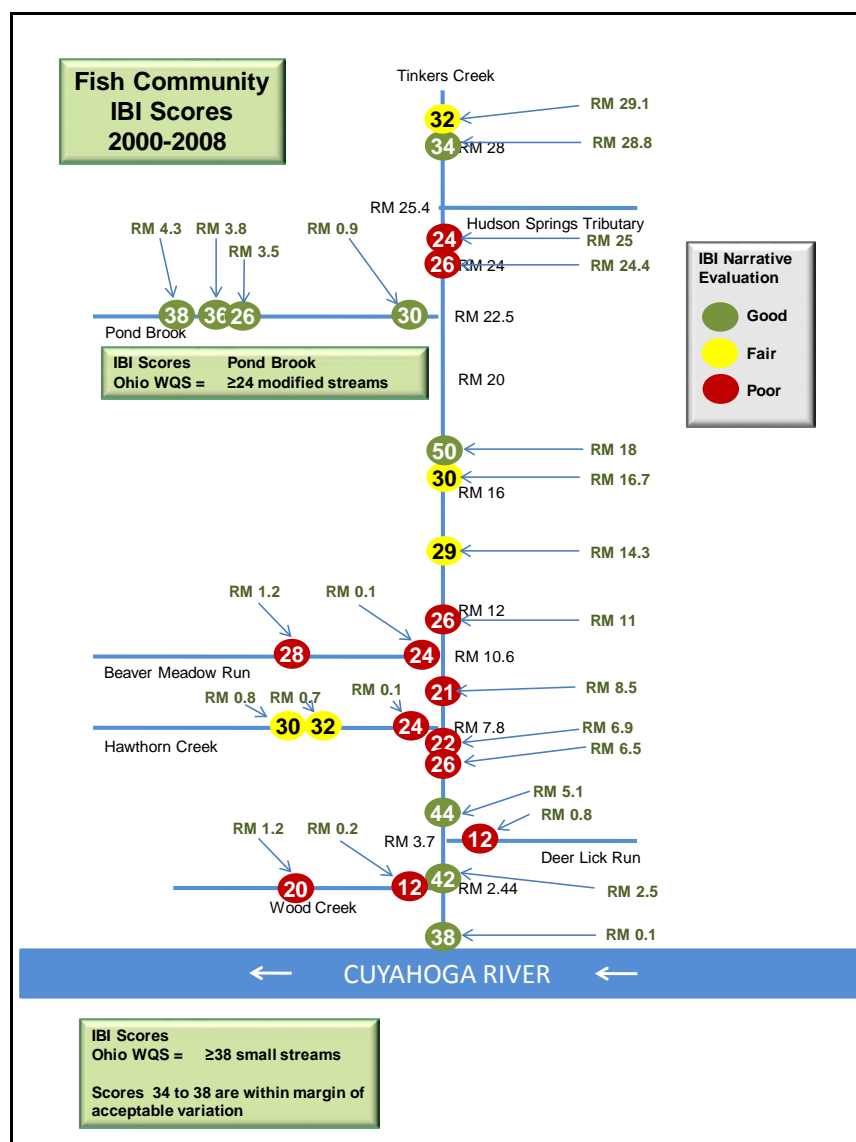 Fish Community
IBI Scores
2000-2008
Tinkers Creek
32
RM 29.1
34
RM 28
RM 28.8
RM 25.4
Hudson Springs Tributary
24
RM 25
26
RM 24
RM 24.4
RM 4.3
RM 3.8
RM 3.5
RM 0.9
38
36
26
30
RM 22.5
Pond Brook
IBI Scores Pond Brook
Ohio WQS = ≥24 modified streams
IBI Narrative
Evaluation
Good
Fair
Poor
RM 20
50
RM 18
30
RM 16
RM 16.7
29
RM 14.3
RM 12
26
RM 11
RM 1.2
RM 0.1
28
24
RM 10.6
Beaver Meadow Run
21
RM 8.5
RM 0.8
RM 0.7
RM 0.1
30
32
24
RM 7.8
Hawthorn Creek
22
RM 6.9
26
RM 6.5
44
RM 5.1
RM 0.8
RM 3.7
12
Deer Lick Run
RM 1.2
RM 0.2
20
12
42
RM 2.44
RM 2.5
Wood Creek
38
RM 0.1
CUYAHOGA RIVER
IBI Scores
Ohio WQS = ≥38 small streams
Scores 34 to 38 are within margin of
acceptable variation